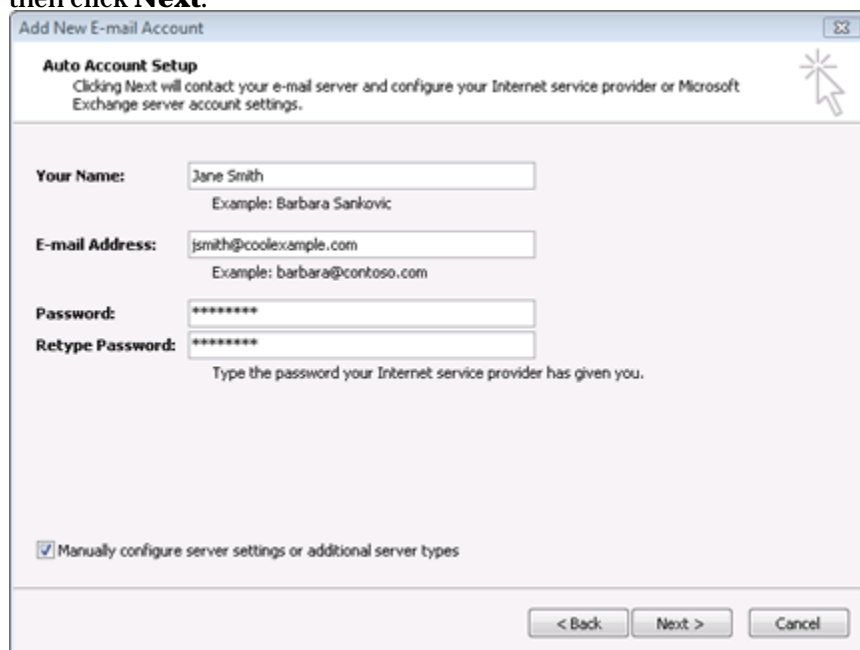 then click Next.
Add New E-mail Account
Auto Account Setup
Clicking Next will contact your e-mail server and configure your Internet service provider or Microsoft
Exchange server account settings.
Your Name:
Jane Smith
Example: Barbara Sankovic
E-mail Address:
jsmith@coolexample.com
Example: barbara@contoso.com
Password:
********
Retype Password:
********
Type the password your Internet service provider has given you.
Manually configure server settings or additional server types
< Back
Next >
Cancel